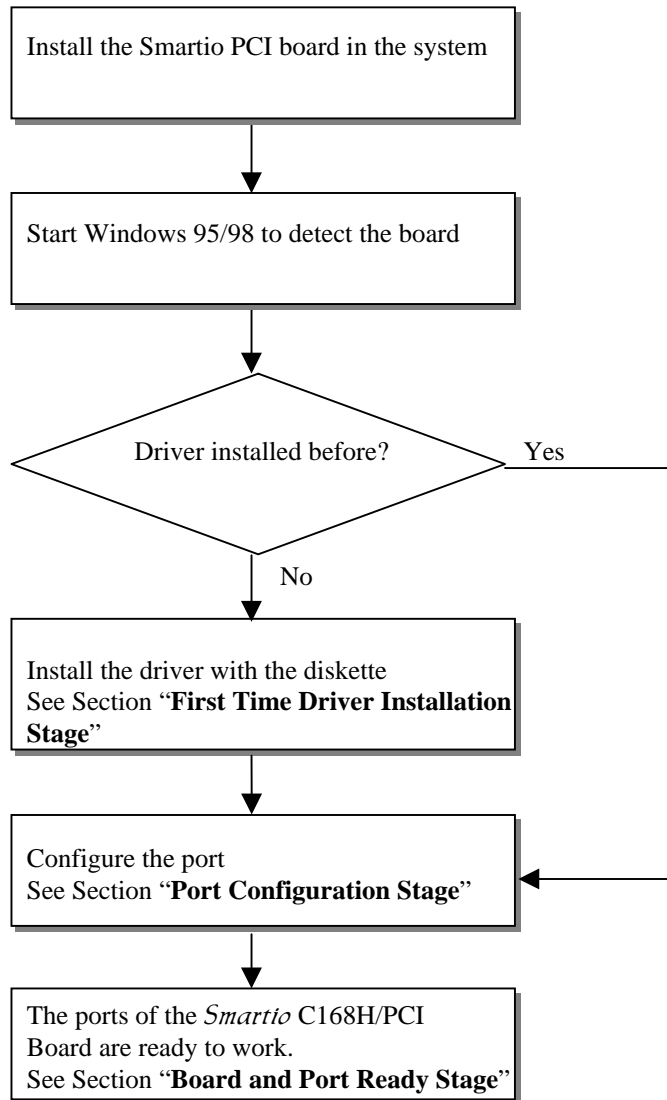 Install the Smartio PCI board in the system
Start Windows 95/98 to detect the board
Driver installed before?
Yes
No
Install the driver with the diskette
See Section “First Time Driver Installation
Stage”
Configure the port
See Section “Port Configuration Stage”
The ports of the Smartio C168H/PCI
Board are ready to work.
See Section “Board and Port Ready Stage”